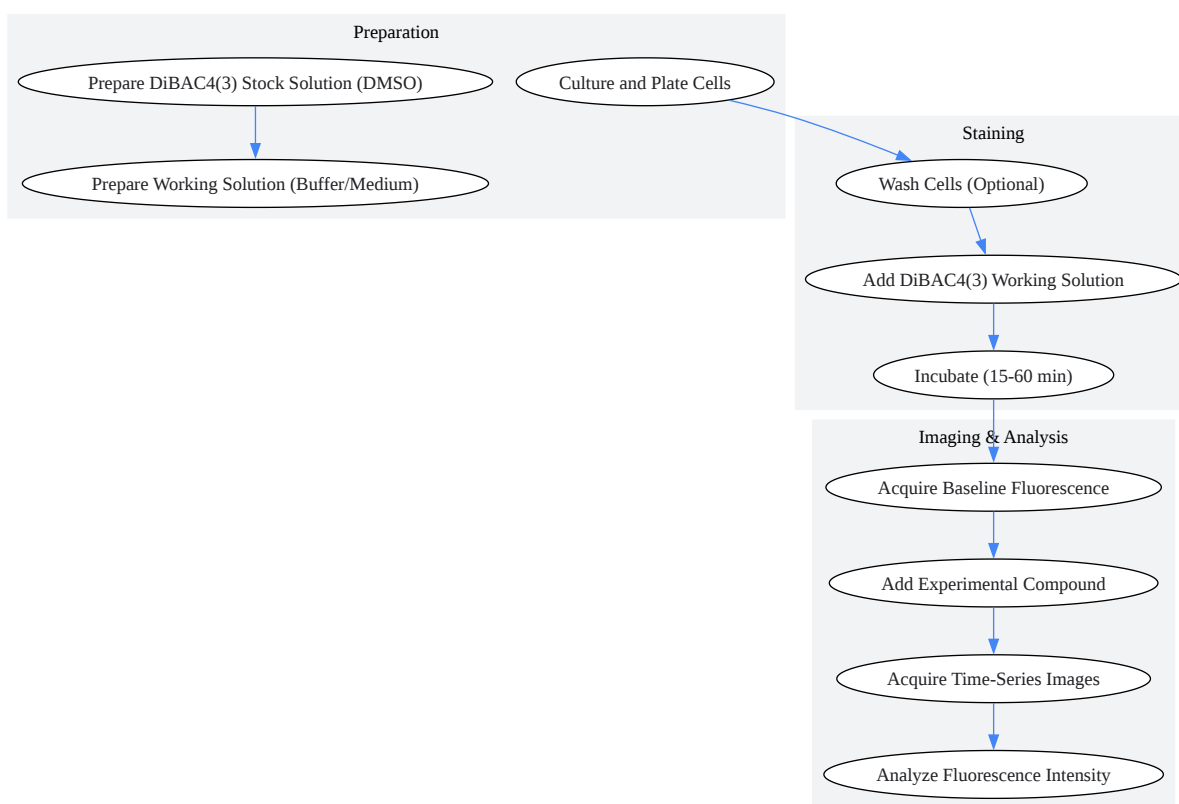 Preparation
Prepare DiBAC4(3) Stock Solution (DMSO)
Culture and Plate Cells
Prepare Working Solution (Buffer/Medium)
Staining
Wash Cells (Optional)
Add DiBAC4(3) Working Solution
Incubate (15-60 min)
Imaging & Analysis
Acquire Baseline Fluorescence
Add Experimental Compound
Acquire Time-Series Images
Analyze Fluorescence Intensity